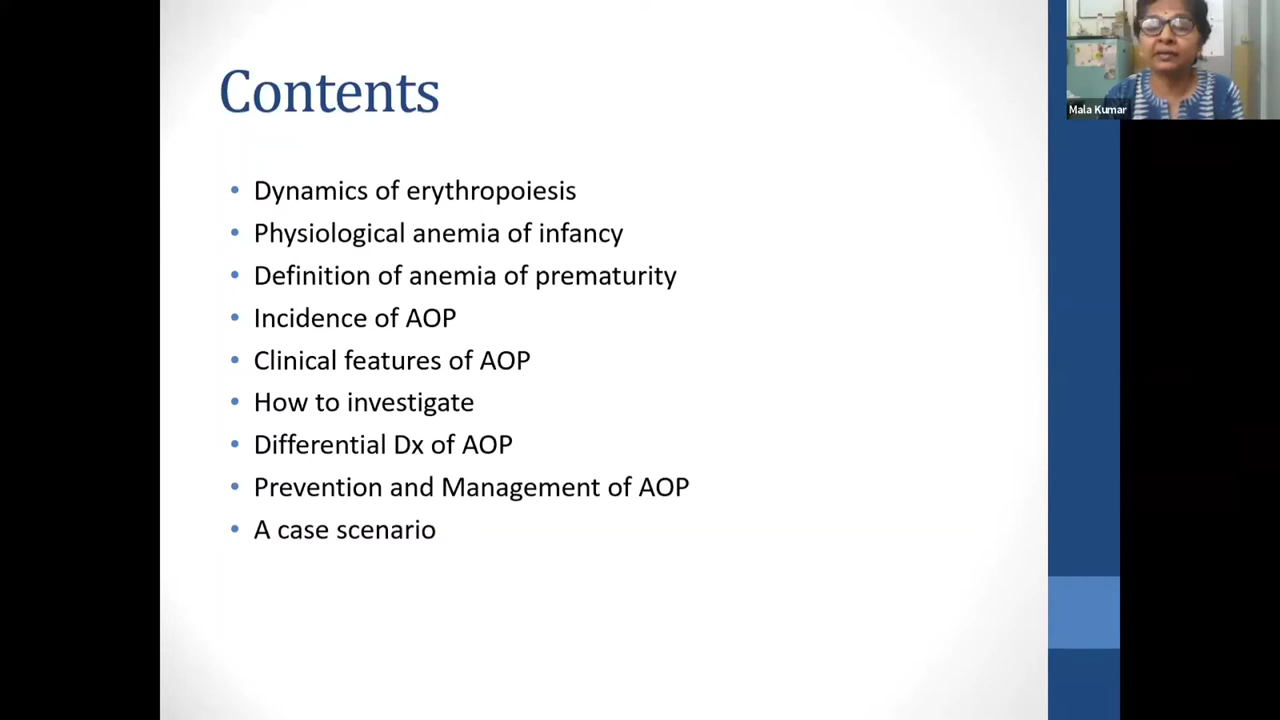 Contents
• Dynamics of erythropoiesis
• Physiological anemia of infancy
• Definition of anemia of prematurity
• Incidence of AOP
• Clinical features of AOP
• How to investigate
• Differential Dx of AOP
• Prevention and Management of AOP
• A case scenario
Mala Kumar